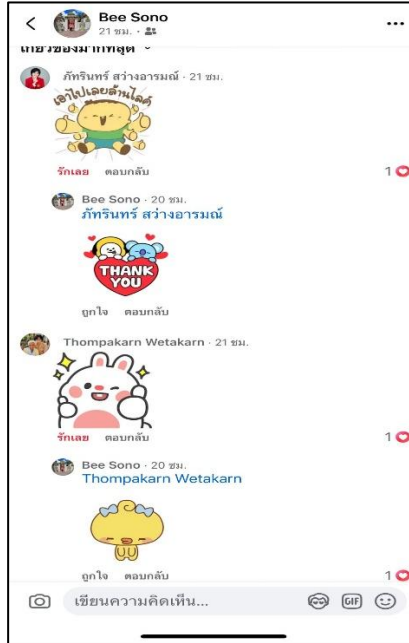 Bee Sono
21 ชม. ·
เกี่ยวข้องมากที่สุด
ภัทรินทร์ สว่างอารมณ์ · 21 ชม.
เอาไปเลยล้านไลค์
รักเลย ตอบกลับ
1
Bee Sono · 20 ชม.
ภัทรินทร์ สว่างอารมณ์
THANK
YOU
ถูกใจ ตอบกลับ
Thompakarn Wetakarn · 21 ชม.
รักเลย ตอบกลับ
1
Bee Sono · 20 ชม.
Thompakarn Wetakarn
ถูกใจ ตอบกลับ
1
เขียนความคิดเห็น...
GIF